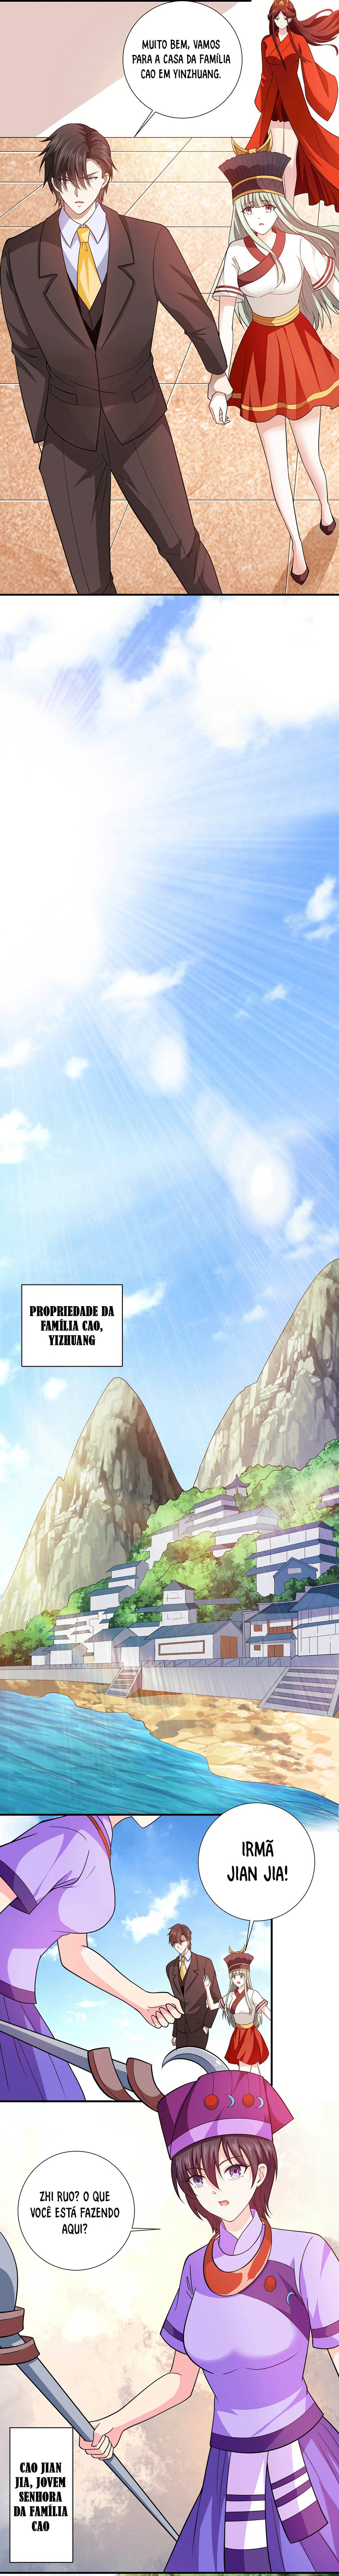 MUITO BEM, VAMOS
PARA A CASA DA FAMÍLIA
CAO EM YINZHUANG.
PROPRIEDADE DA
FAMÍLIA CAO,
YIZHUANG
IRMÃ
JIAN JIA!
ZHI RUO? O QUE
VOCÊ ESTÁ FAZENDO
AQUI?
CAO JIAN
JIA, JOVEM
SENHORA
DA FAMÍLIA
CAO